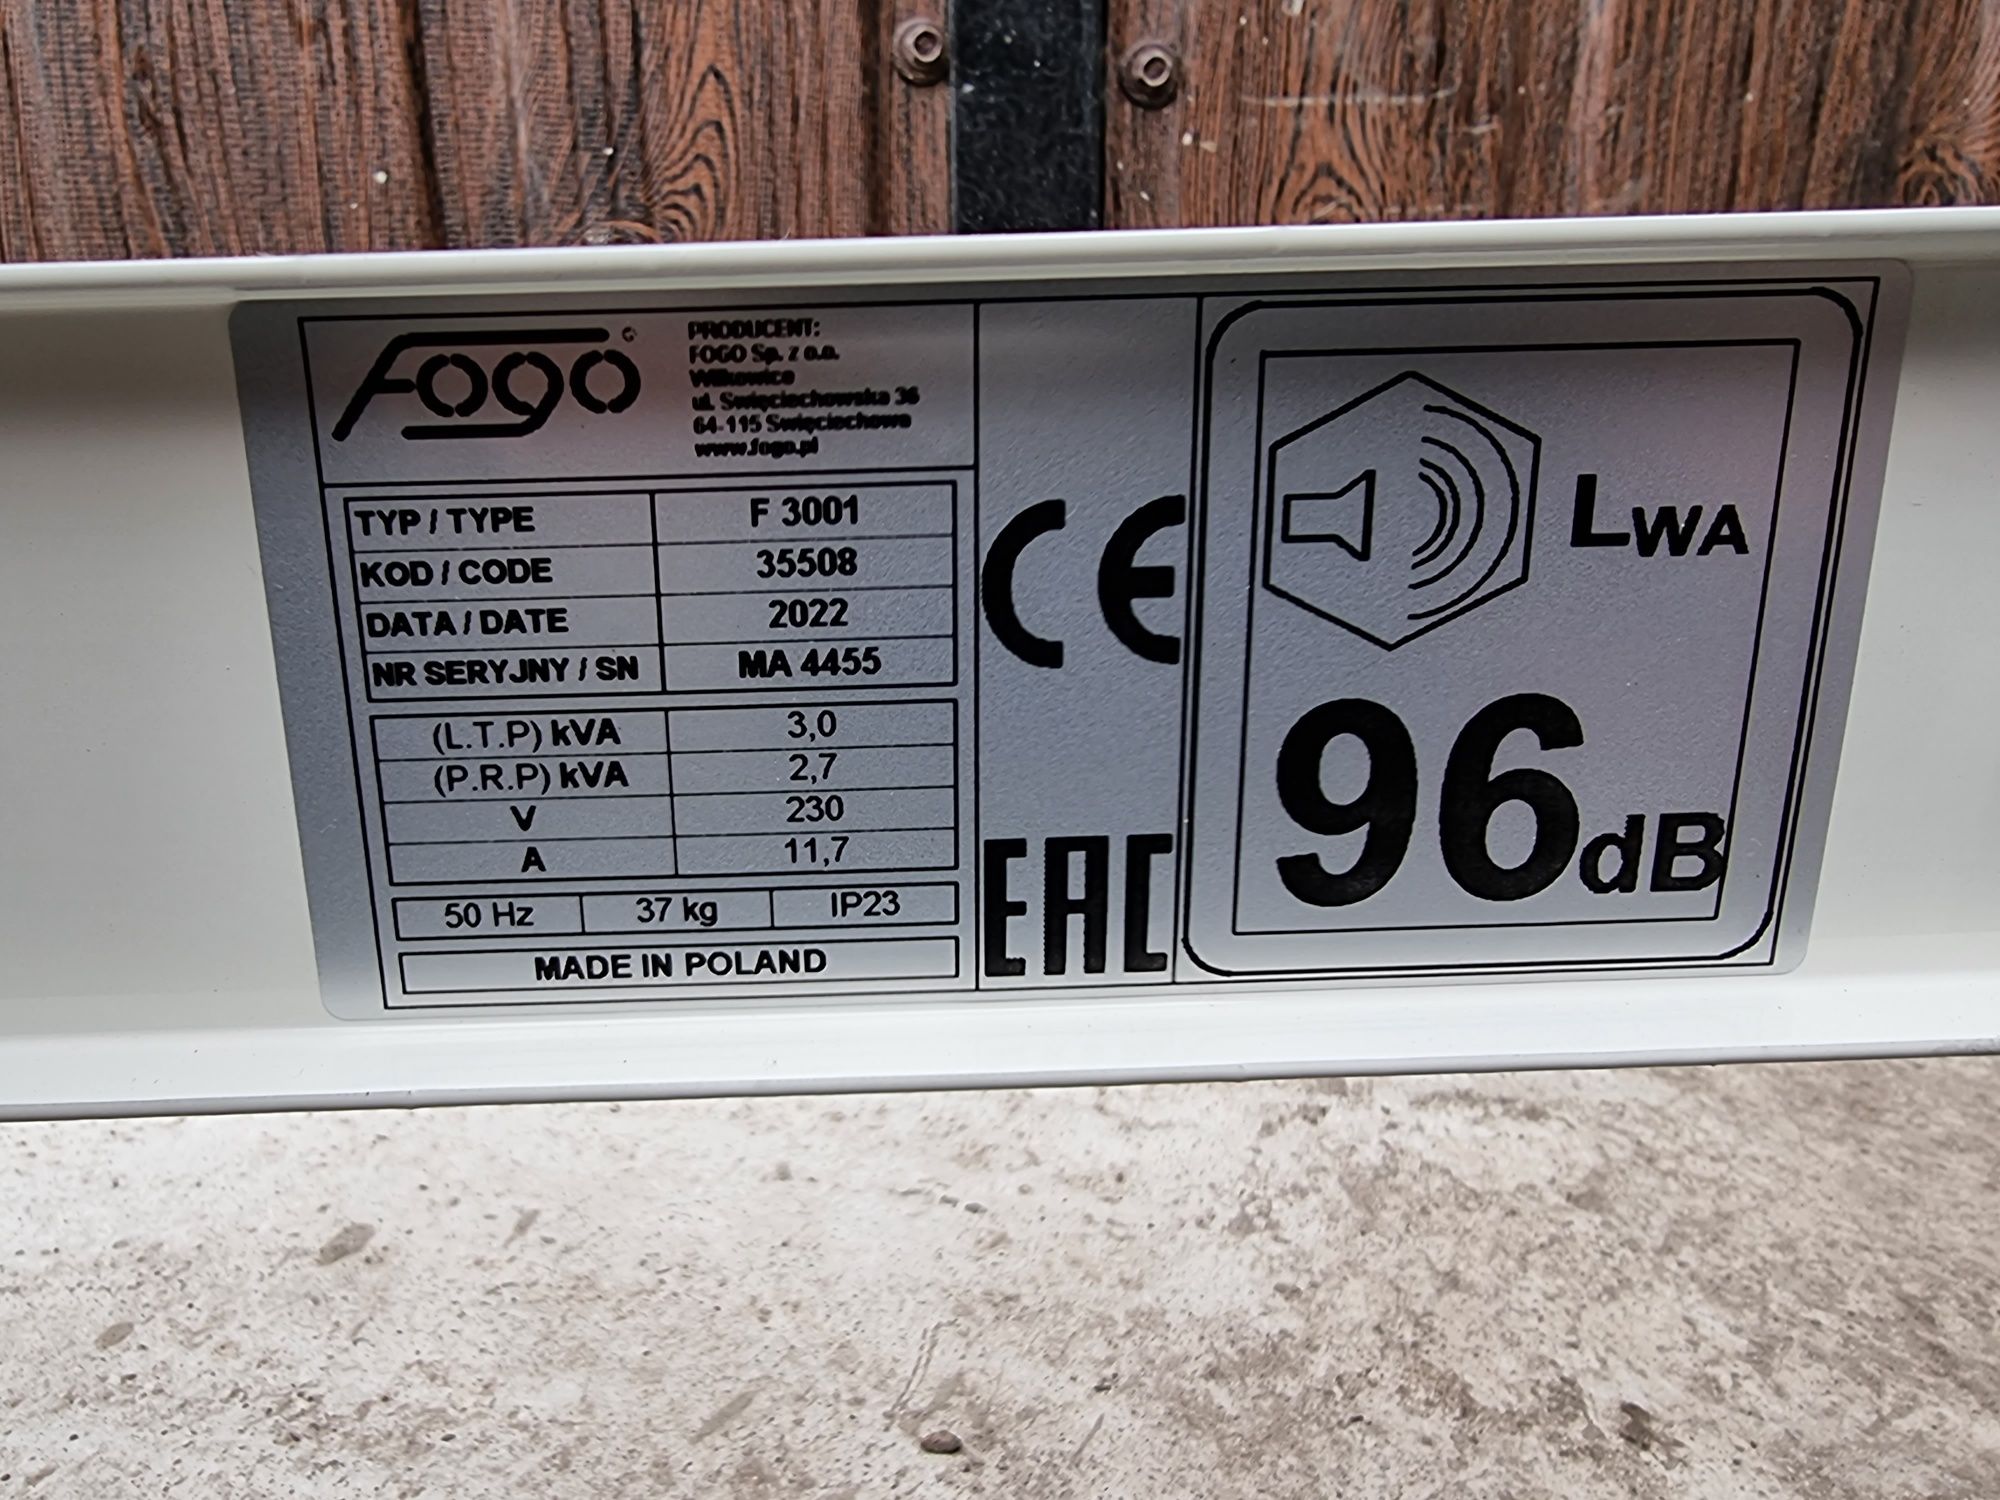 Fogo
PRODUCENT:
FOGO Sp. z o.o.
Wilkowice
ul. Święciechowska 36
64-115 Święciechowa
www.fogo.pl
TYP / TYPE F 3001
KOD / CODE 35508
DATA / DATE 2022
NR SERYJNY / SN MA 4455
(L.T.P) kVA 3,0
(P.R.P) kVA 2,7
V 230
A 11,7
50 Hz 37 kg IP23
MADE IN POLAND
CE
EAC
LWA
96dB